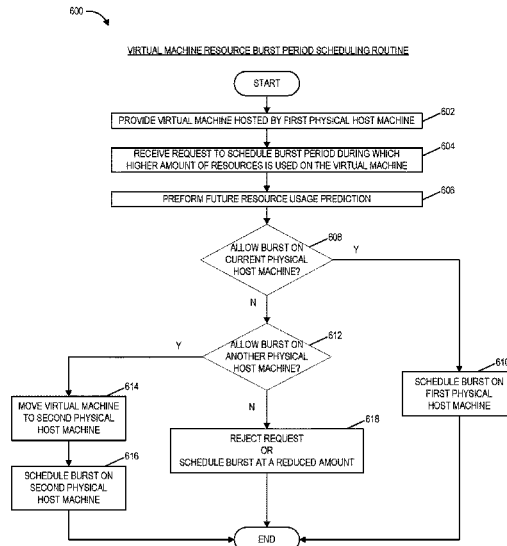 600
VIRTUAL MACHINE RESOURCE BURST PERIOD SCHEDULING ROUTINE
START
602
PROVIDE VIRTUAL MACHINE HOSTED BY FIRST PHYSICAL HOST MACHINE
604
RECEIVE REQUEST TO SCHEDULE BURST PERIOD DURING WHICH
HIGHER AMOUNT OF RESOURCES IS USED ON THE VIRTUAL MACHINE
606
PREFORM FUTURE RESOURCE USAGE PREDICTION
608
ALLOW BURST ON
CURRENT PHYSICAL
HOST MACHINE?
Y
N
612
ALLOW BURST ON
ANOTHER PHYSICAL
HOST MACHINE?
Y
N
610
SCHEDULE BURST ON
FIRST PHYSICAL
HOST MACHINE
614
MOVE VIRTUAL MACHINE
TO SECOND PHYSICAL
HOST MACHINE
618
REJECT REQUEST
OR
SCHEDULE BURST AT A REDUCED AMOUNT
616
SCHEDULE BURST ON
SECOND PHYSICAL
HOST MACHINE
END